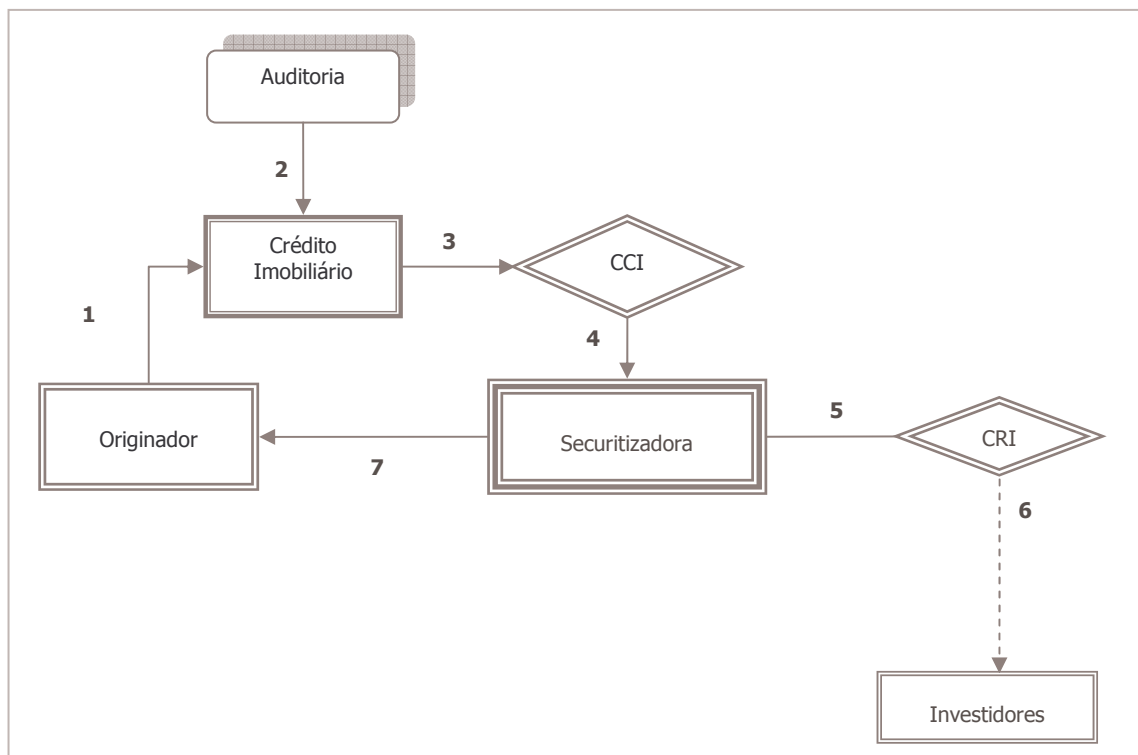 Auditoria
2
Crédito
Imobiliário
3
CCI
1
4
Originador
7
Securitizadora
5
CRI
6
Investidores